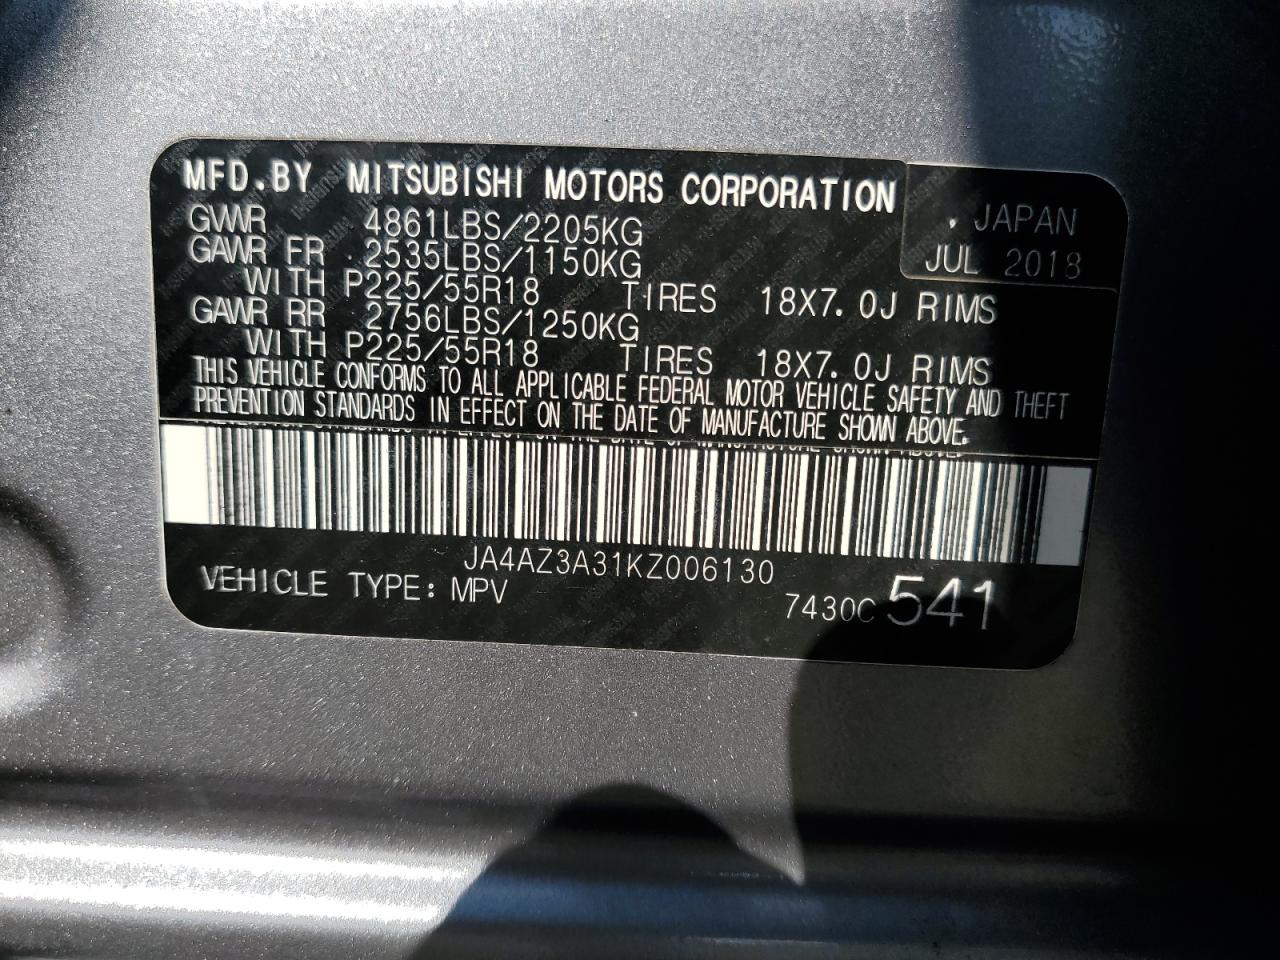 MFD.BY MITSUBISHI MOTORS CORPORATION
JAPAN
JUL 2018
GVWR 4861LBS/2205KG
GAWR FR 2535LBS/1150KG
WITH P225/55R18 TIRES 18X7.0J RIMS
GAWR RR 2756LBS/1250KG
WITH P225/55R18 TIRES 18X7.0J RIMS
THIS VEHICLE CONFORMS TO ALL APPLICABLE FEDERAL MOTOR VEHICLE SAFETY AND THEFT
PREVENTION STANDARDS IN EFFECT ON THE DATE OF MANUFACTURE SHOWN ABOVE.
JA4AZ3A31KZ006130
VEHICLE TYPE: MPV
7430C 541